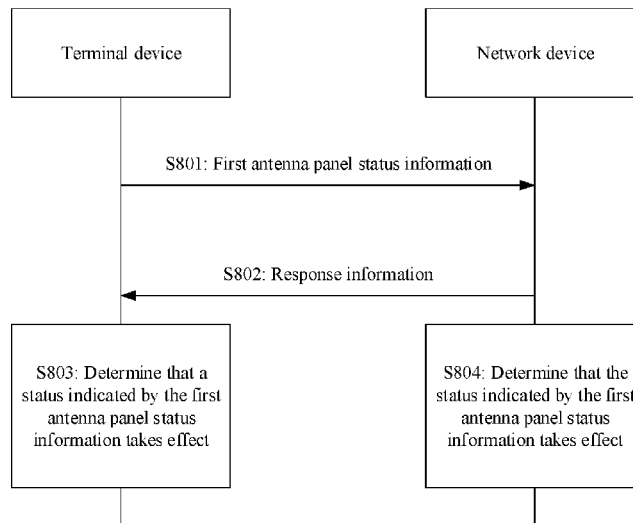 Terminal device
Network device
S801: First antenna panel status information
S802: Response information
S803: Determine that a
status indicated by the first
antenna panel status
information takes effect
S804: Determine that the
status indicated by the first
antenna panel status
information takes effect